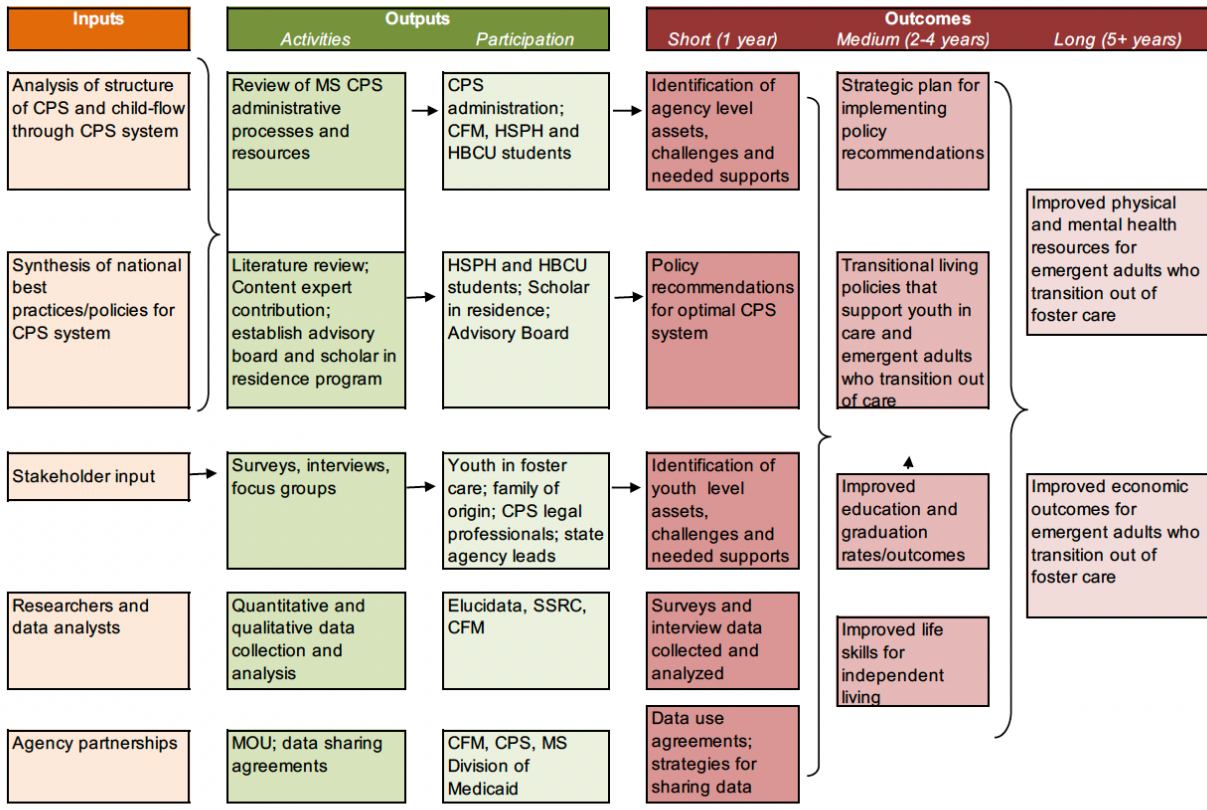 Inputs
Outputs
Outcomes
Activities
Participation
Short (1 year)
Medium (2-4 years)
Long (5+ years)
Analysis of structure
of CPS and child-flow
through CPS system
Review of MS CPS
administrative
processes and
resources
CPS
administration;
CFM, HSPH and
HBCU students
Identification of
agency level
assets,
challenges and
needed supports
Strategic plan for
implementing
policy
recommendations
Improved physical
and mental health
resources for
emergent adults who
transition out of
foster care
Synthesis of national
best
practices/policies for
CPS system
Literature review;
Content expert
contribution;
establish advisory
board and scholar in
residence program
HSPH and HBCU
students; Scholar
in residence;
Advisory Board
Policy
recommendations
for optimal CPS
system
Transitional living
policies that
support youth in
care and
emergent adults
who transition out
of care
Stakeholder input
Surveys, interviews,
focus groups
Youth in foster
care; family of
origin; CPS legal
professionals; state
agency leads
Identification of
youth level
assets,
challenges and
needed supports
Improved
education and
graduation
rates/outcomes
Improved economic
outcomes for
emergent adults who
transition out of
foster care
Researchers and
data analysts
Quantitative and
qualitative data
collection and
analysis
Elucidata, SSRC,
CFM
Surveys and
interview data
collected and
analyzed
Improved life
skills for
independent
living
Agency partnerships
MOU; data sharing
agreements
CFM, CPS, MS
Division of
Medicaid
Data use
agreements;
strategies for
sharing data